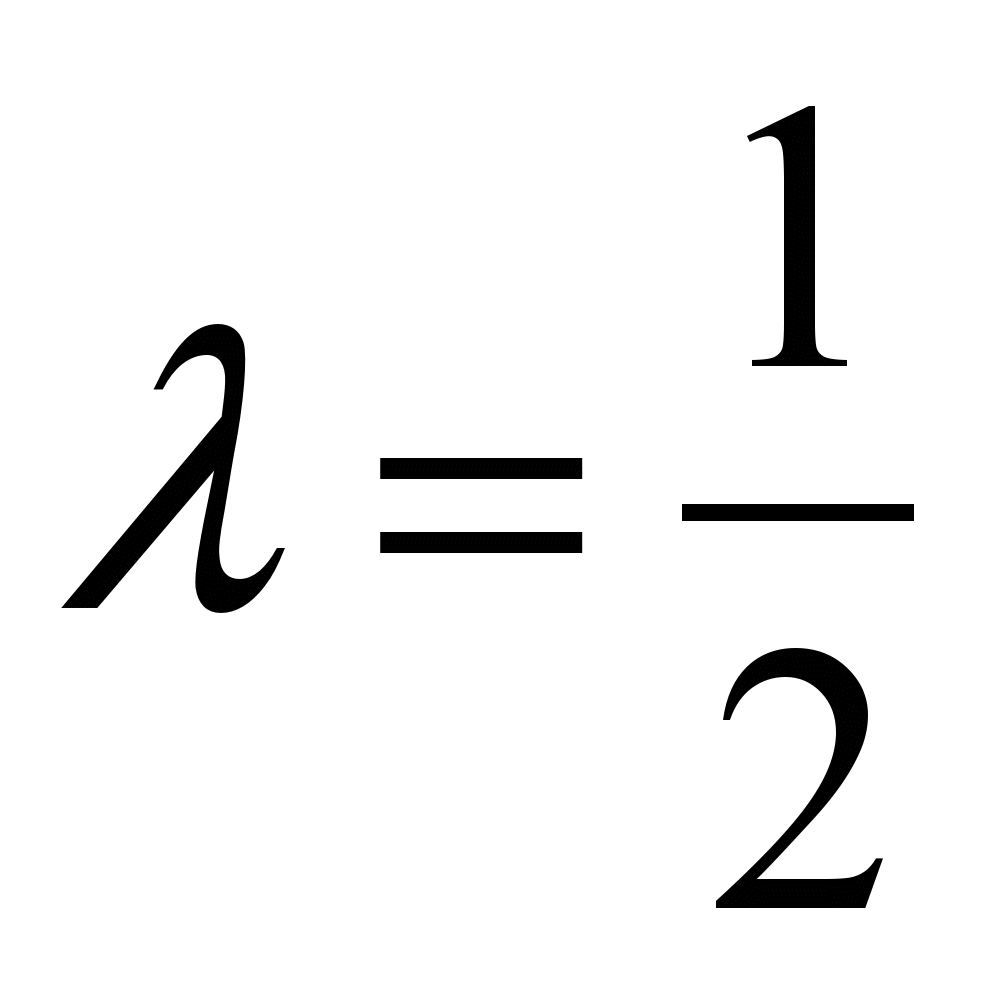 λ = 1/2